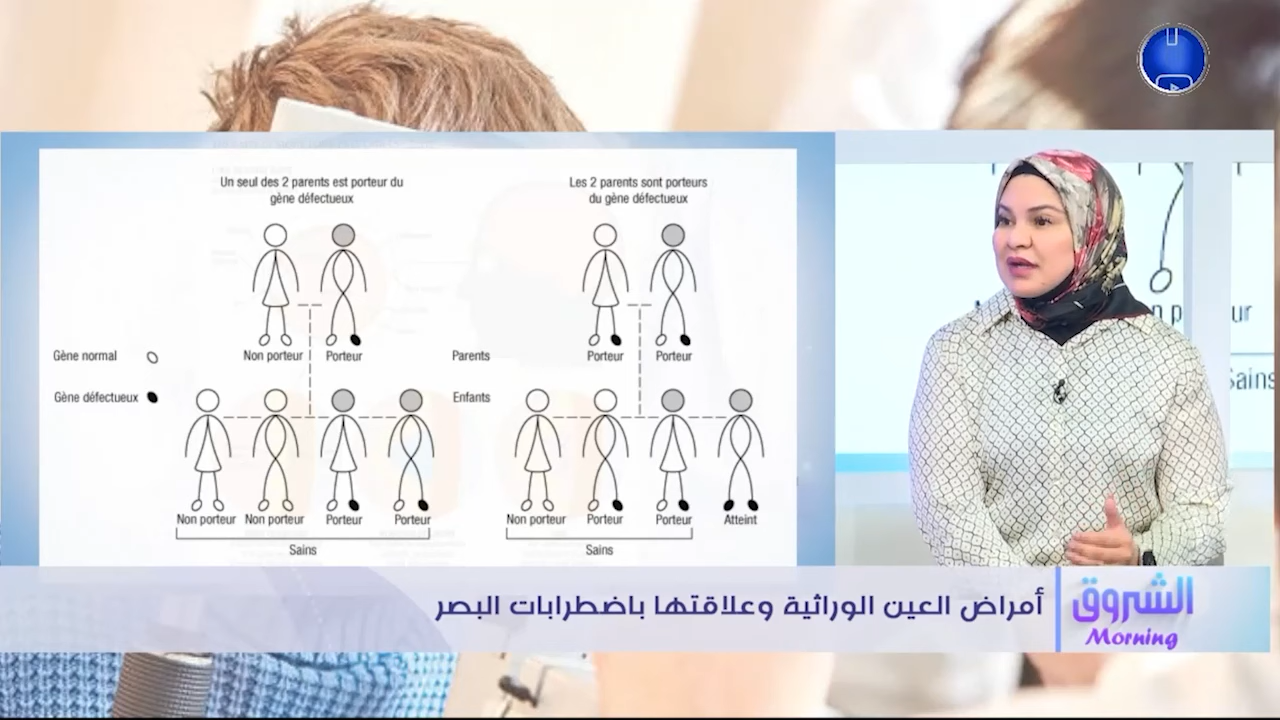 Un seul des 2 parents est porteur du
gène défectueux
Les 2 parents sont porteurs
du gène défectueux
Gène normal
Non porteur
Porteur
Parents
Porteur
Porteur
Gène défectueux
Enfants
Non porteur
Non porteur
Porteur
Porteur
Non porteur
Porteur
Porteur
Atteint
Sains
Sains
ur
Sains
أمراض العين الوراثية وعلاقتها باضطرابات البصر
الشروق
Morning